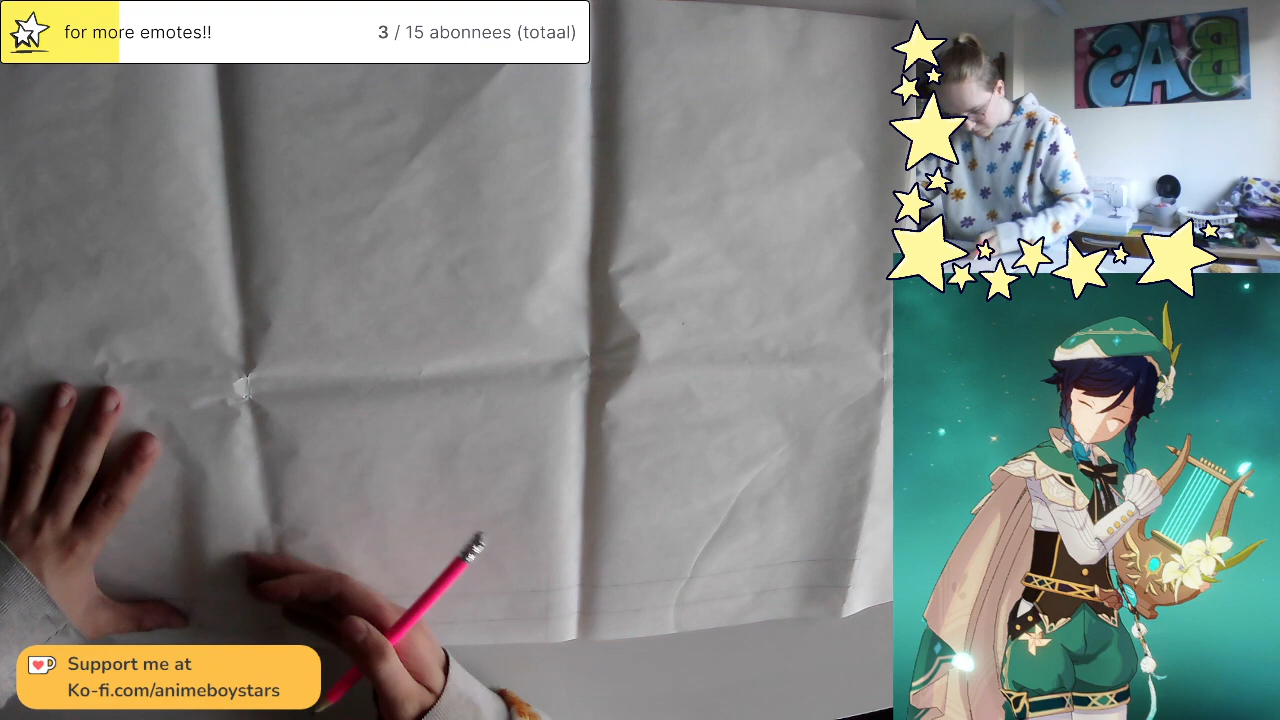 for more emotes!!
3 / 15 abonnees (totaal)
BAS
Support me at
Ko-fi.com/animeboystars